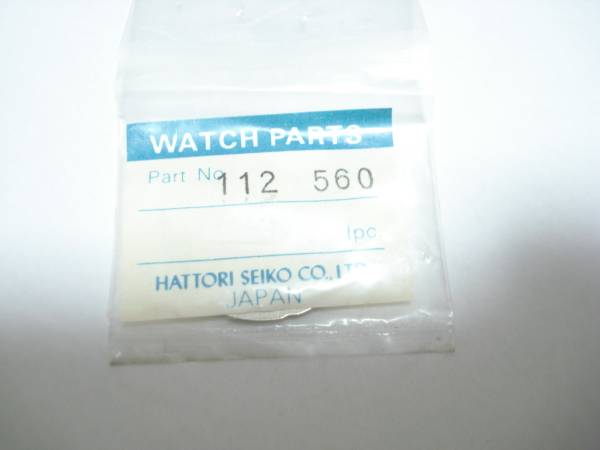 WATCH PARTS
Part No. 112 560
1pc.
HATTORI SEIKO CO., LTD.
JAPAN